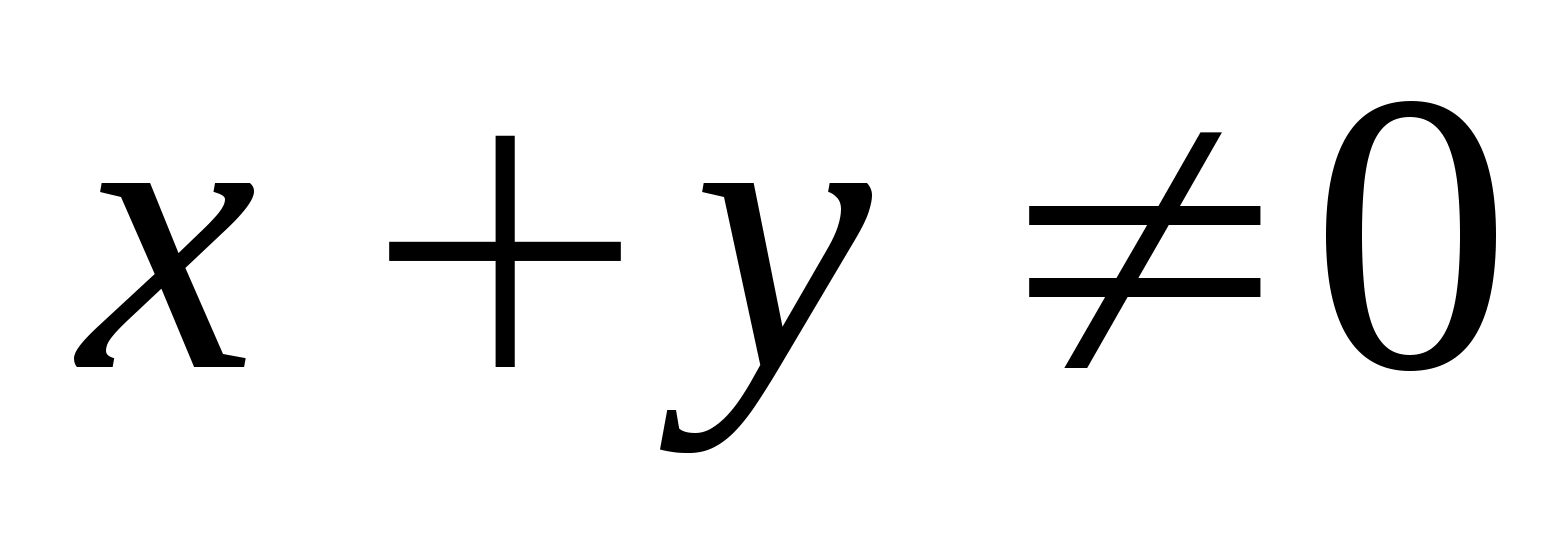 x + y ≠ 0